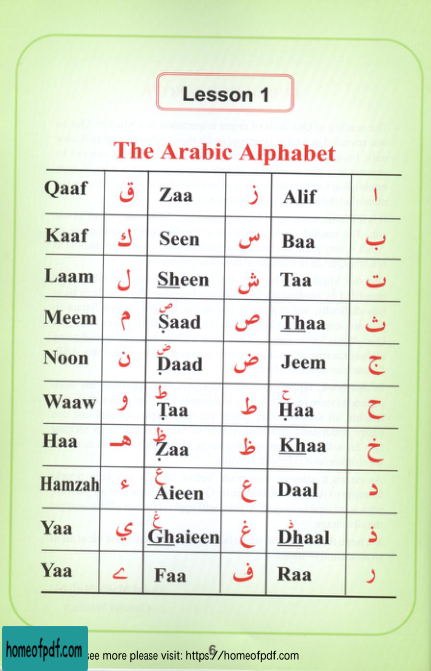 Lesson 1
The Arabic Alphabet
Qaaf ق Zaa ز Alif ا
Kaaf ك Seen س Baa ب
Laam ل Sheen ش Taa ت
Meem م Ṣaad ص ص Thaa ث
Noon ن Ḍaad ض ض Jeem ج
Waaw و Ṭaa ط ط Ḥaa ح ح
Haa هـ Ẓaa ظ ظ Khaa خ
Hamzah ء Aieen ع ع Daal د
Yaa ي Ghaieen غ غ Dhaal ذ ذ
Yaa ے Faa ف Raa ر
6
homeofpdf.com see more please visit: https://homeofpdf.com